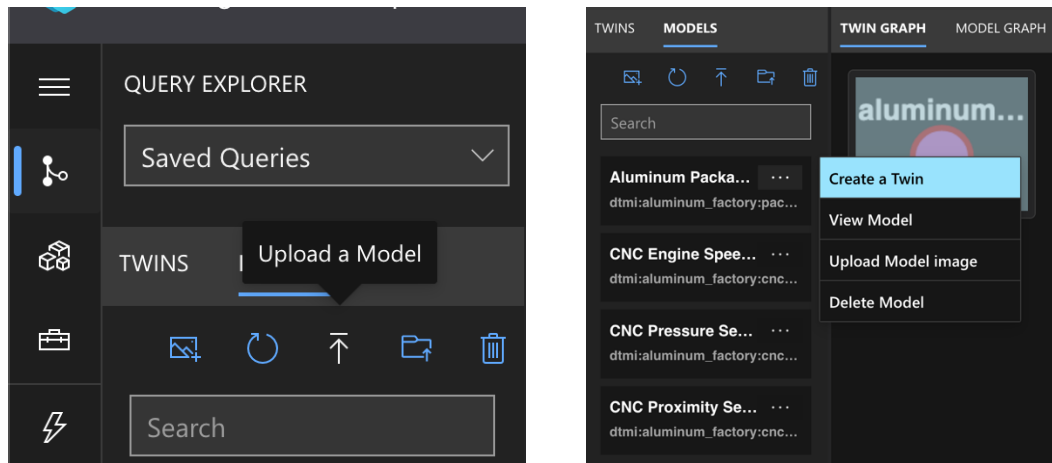 QUERY EXPLORER
Saved Queries
Upload a Model
TWINS
Search
TWINS MODELS
TWIN GRAPH MODEL GRAPH
Search
aluminum...
Aluminum Packa... ···
dtmi:aluminum_factory:pac...
Create a Twin
View Model
Upload Model image
Delete Model
CNC Engine Spee... ···
dtmi:aluminum_factory:cnc...
CNC Pressure Se... ···
dtmi:aluminum_factory:cnc...
CNC Proximity Se... ···
dtmi:aluminum_factory:cnc...